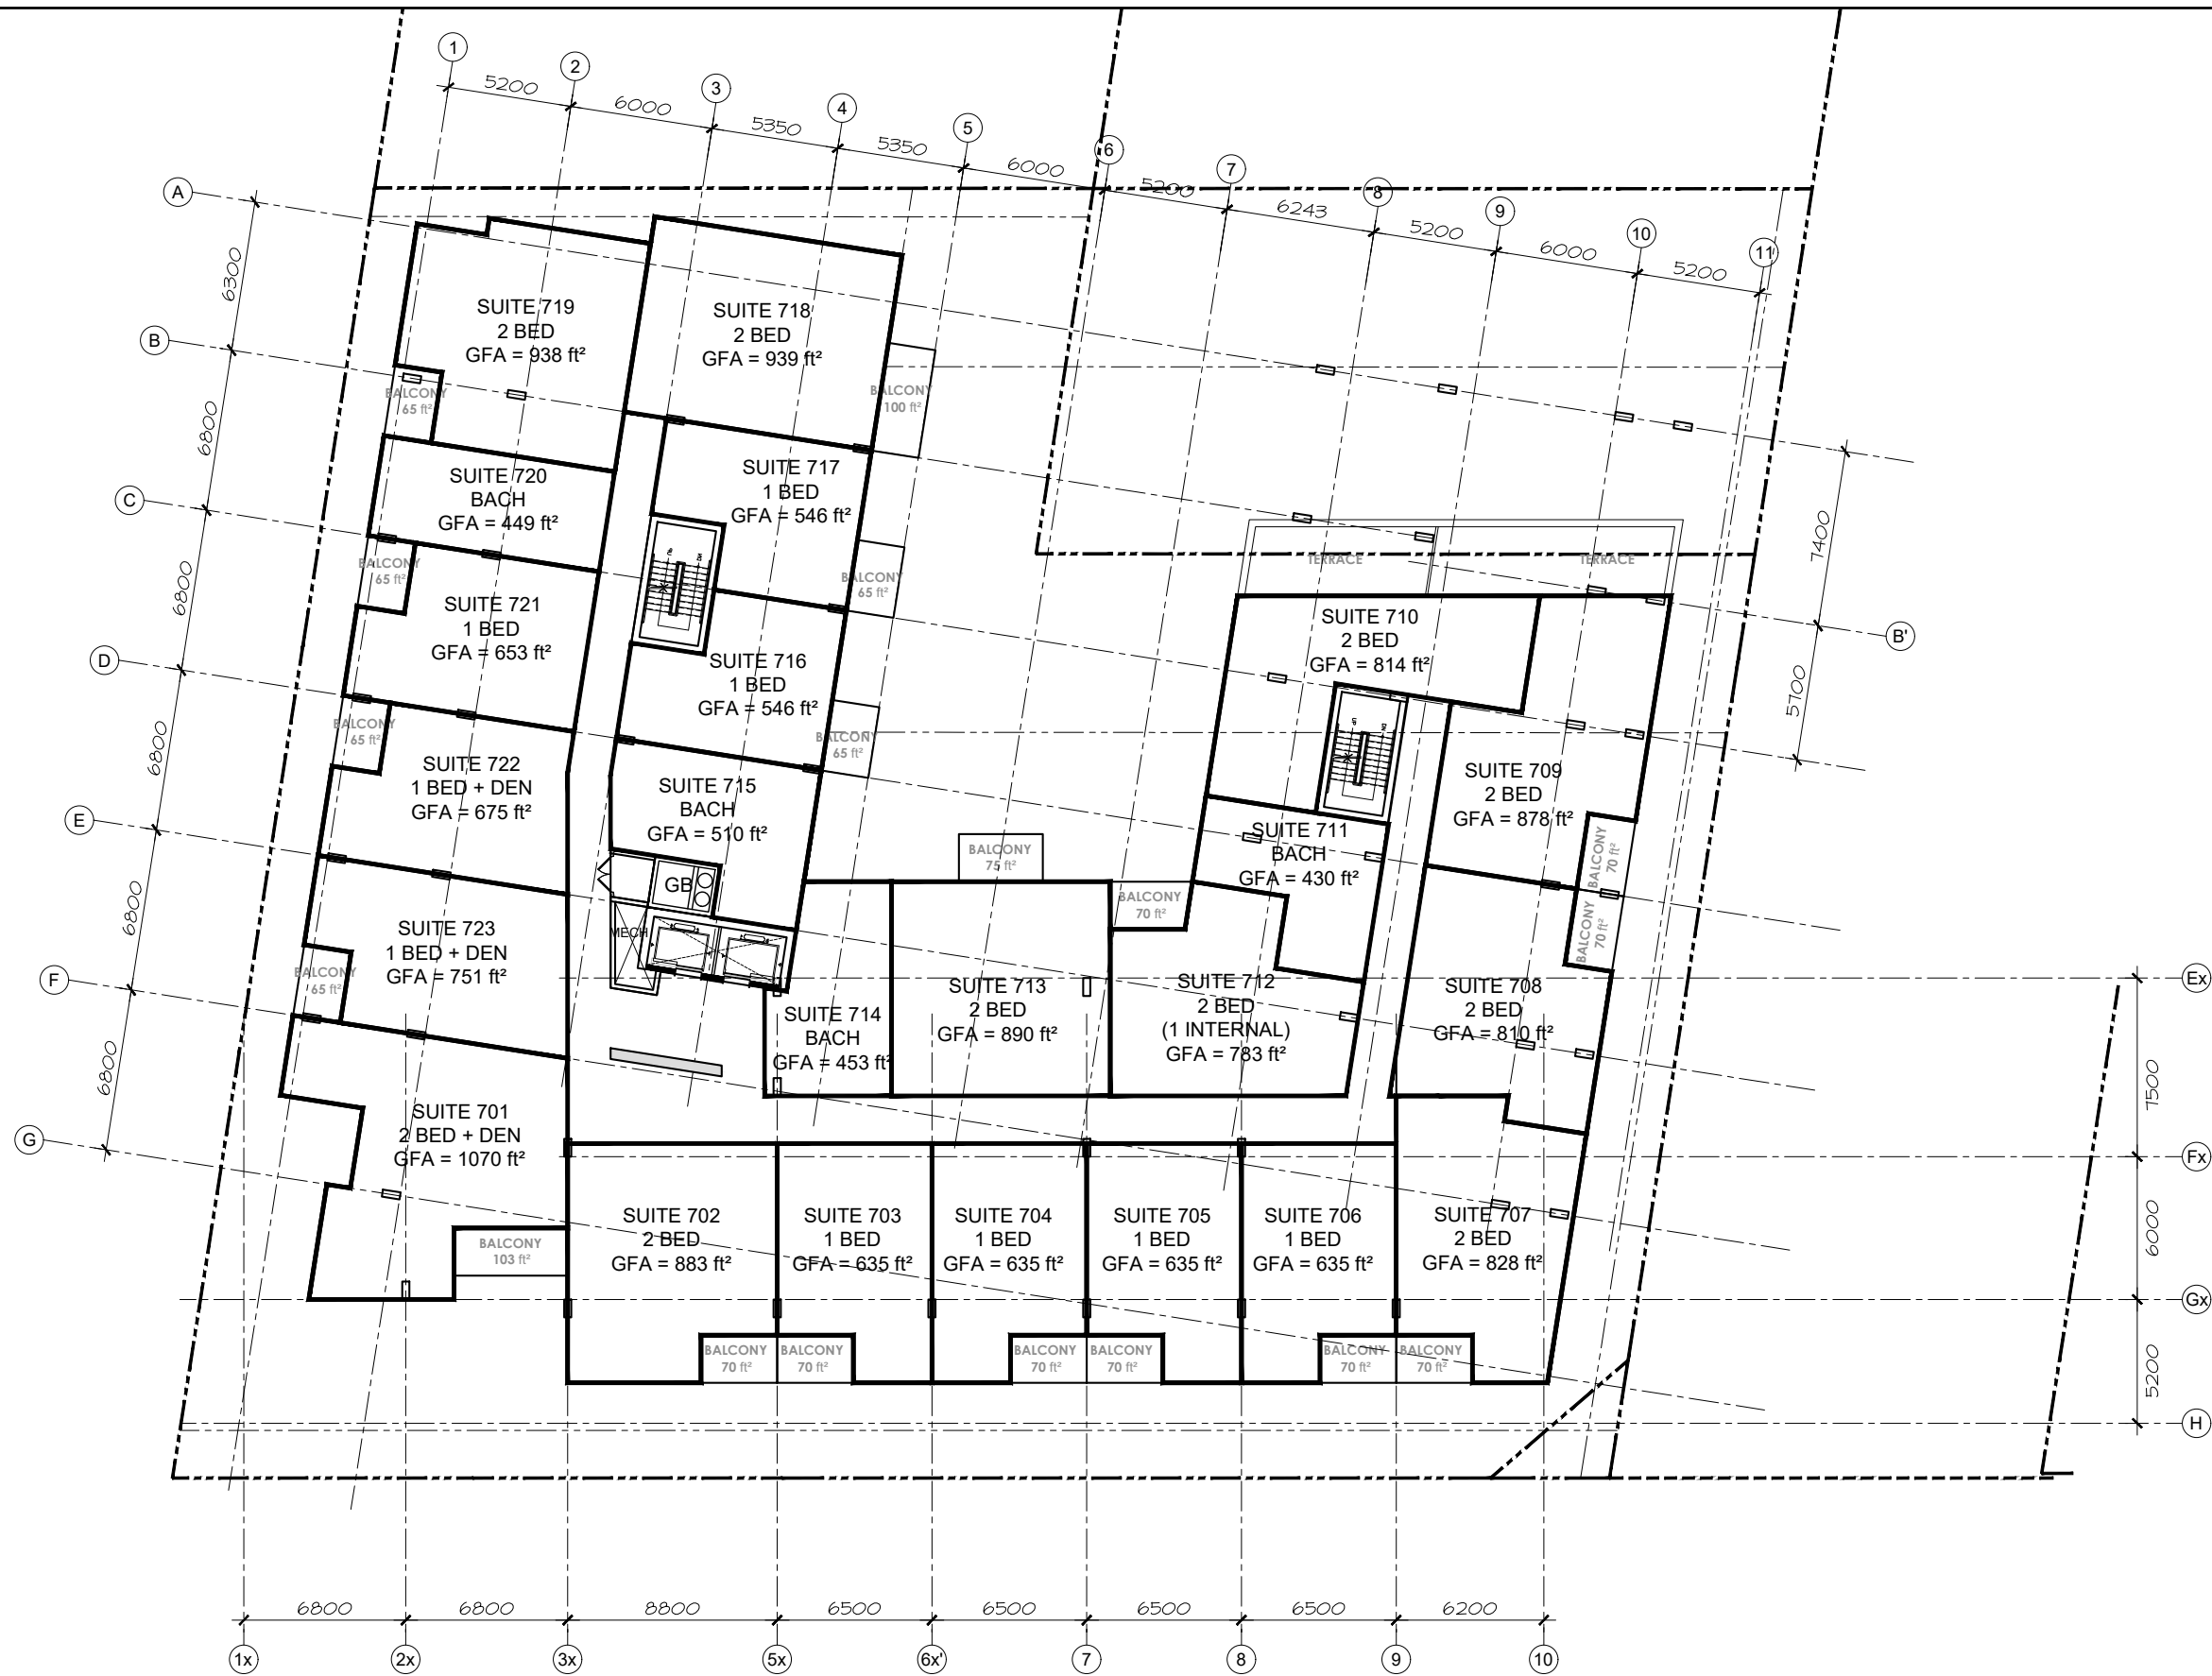 1
2
3
4
5
6
7
8
9
10
11
5200
6000
5350
5350
6000
5200
6243
5200
6000
5200
A
B
C
D
E
F
G
6300
6800
6800
6800
6800
6800
B'
7400
5700
SUITE 719
2 BED
GFA = 938 ft²
BALCONY
65 ft²
SUITE 718
2 BED
GFA = 939 ft²
BALCONY
100 ft²
SUITE 720
BACH
GFA = 449 ft²
SUITE 717
1 BED
GFA = 546 ft²
BALCONY
65 ft²
BALCONY
65 ft²
SUITE 721
1 BED
GFA = 653 ft²
SUITE 716
1 BED
GFA = 546 ft²
BALCONY
65 ft²
BALCONY
65 ft²
SUITE 722
1 BED + DEN
GFA = 675 ft²
SUITE 715
BACH
GFA = 510 ft²
GB
MECH
SUITE 723
1 BED + DEN
GFA = 751 ft²
BALCONY
65 ft²
TERRACE
TERRACE
SUITE 710
2 BED
GFA = 814 ft²
SUITE 709
2 BED
GFA = 878 ft²
BALCONY
70 ft²
SUITE 711
BACH
GFA = 430 ft²
BALCONY
75 ft²
BALCONY
70 ft²
BALCONY
70 ft²
SUITE 714
BACH
GFA = 453 ft²
SUITE 713
2 BED
GFA = 890 ft²
SUITE 712
2 BED
(1 INTERNAL)
GFA = 783 ft²
SUITE 708
2 BED
GFA = 810 ft²
SUITE 701
2 BED + DEN
GFA = 1070 ft²
BALCONY
103 ft²
SUITE 702
2 BED
GFA = 883 ft²
SUITE 703
1 BED
GFA = 635 ft²
SUITE 704
1 BED
GFA = 635 ft²
SUITE 705
1 BED
GFA = 635 ft²
SUITE 706
1 BED
GFA = 635 ft²
SUITE 707
2 BED
GFA = 828 ft²
BALCONY
70 ft²
BALCONY
70 ft²
BALCONY
70 ft²
BALCONY
70 ft²
BALCONY
70 ft²
BALCONY
70 ft²
Ex
7500
Fx
6000
Gx
5200
H
6800
6800
8800
6500
6500
6500
6500
6200
1x
2x
3x
5x
6x'
7
8
9
10